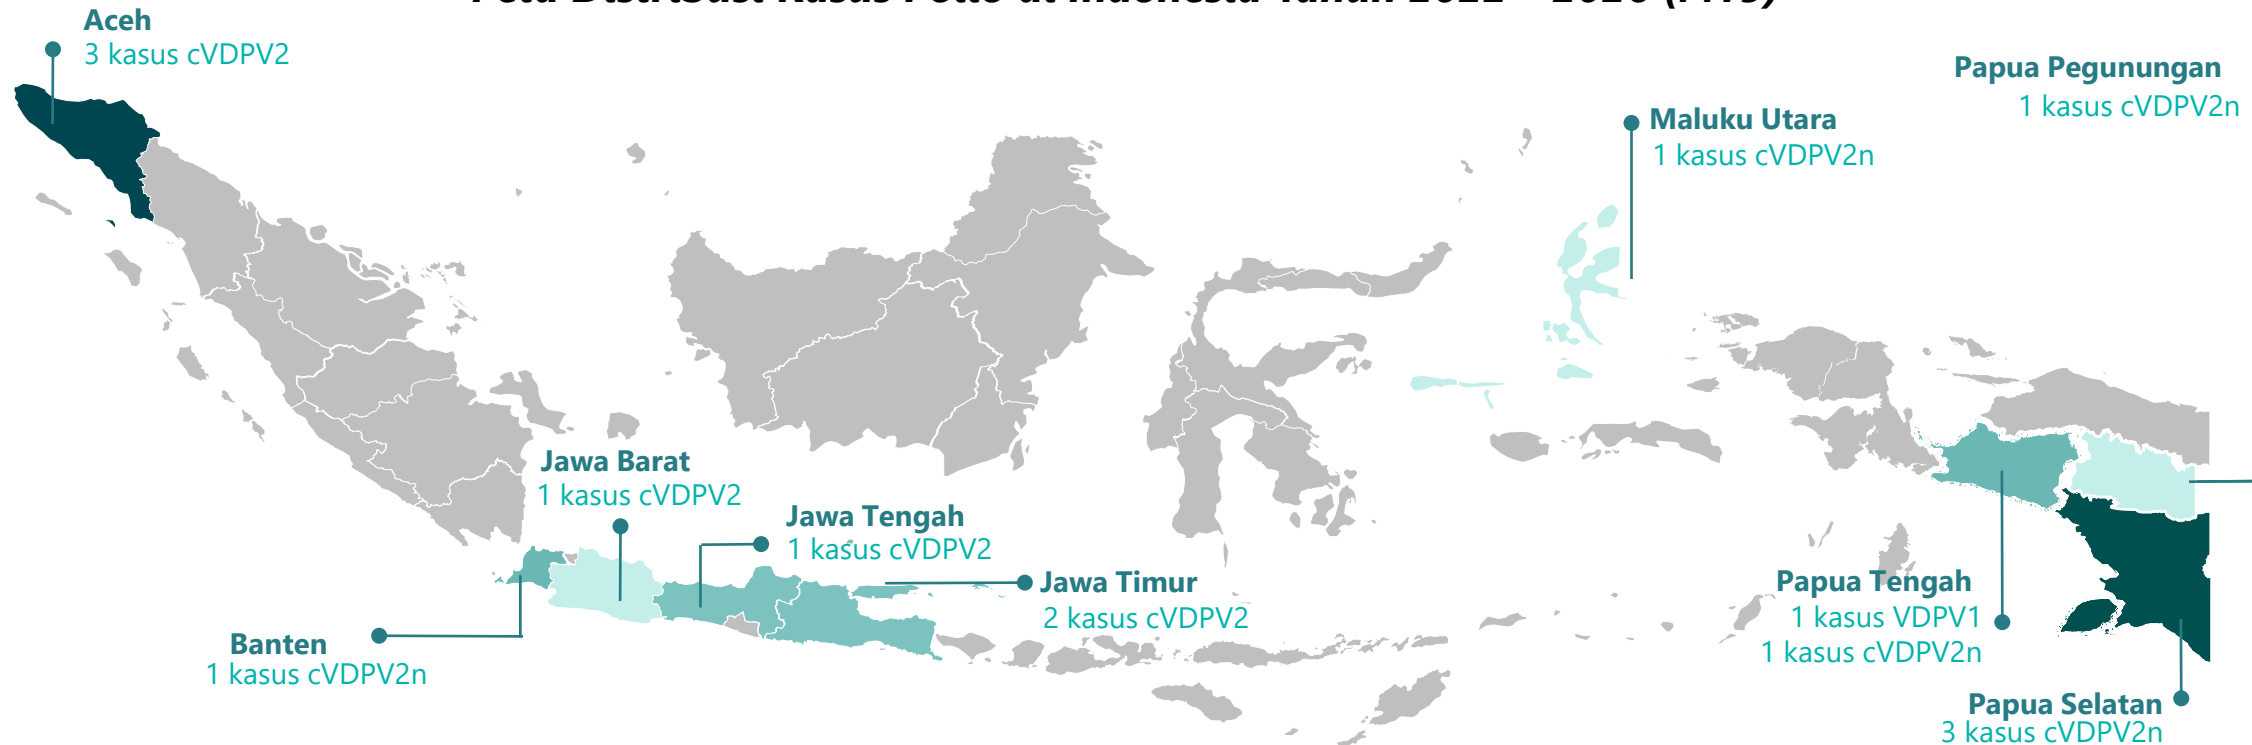 Aceh
3 kasus cVDPV2
Papua Pegunungan
1 kasus cVDPV2n
Maluku Utara
1 kasus cVDPV2n
Jawa Barat
1 kasus cVDPV2
Jawa Tengah
1 kasus cVDPV2
Jawa Timur
2 kasus cVDPV2
Banten
1 kasus cVDPV2n
Papua Tengah
1 kasus VDPV1
1 kasus cVDPV2n
Papua Selatan
3 kasus cVDPV2n